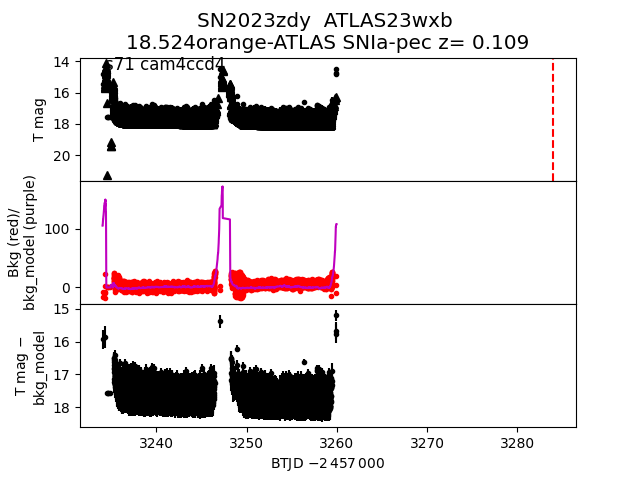 SN2023zdy ATLAS23wxb
18.524orange-ATLAS SNIa-pec z= 0.109
s71 cam4ccd4
T mag
14
16
18
20
Bkg (red)/
bkg_model (purple)
100
0
T mag −
bkg_model
15
16
17
18
3240 3250 3260 3270 3280
BTJD −2 457 000